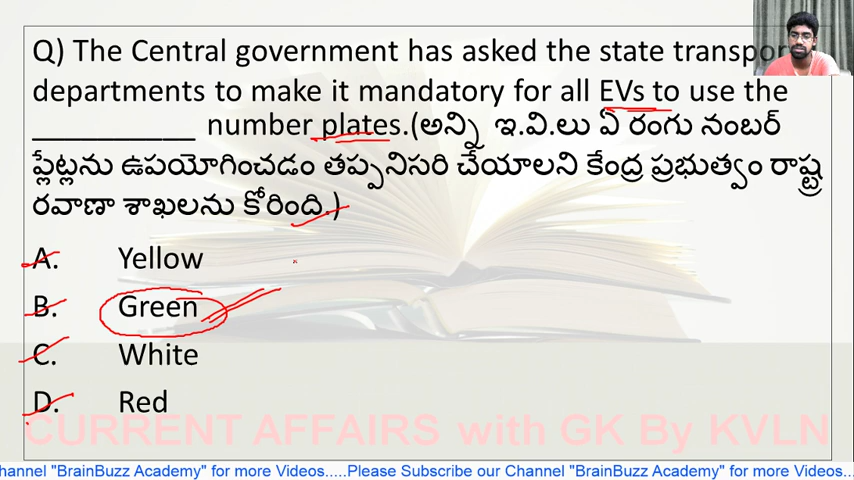 Q) The Central government has asked the state transpor
departments to make it mandatory for all EVs to use the
___________ number plates.(అన్ని ఇ.వి.లు ఏ రంగు నంబర్
ప్లేట్లను ఉపయోగించడం తప్పనిసరి చేయాలని కేంద్ర ప్రభుత్వం రాష్ట్ర
రవాణా శాఖలను కోరింది.)
A. Yellow
B. Green
C. White
D. Red
CURRENT AFFAIRS with GK By KVLN
hannel "BrainBuzz Academy" for more Videos.....Please Subscribe our Channel "BrainBuzz Academy" for more Videos..